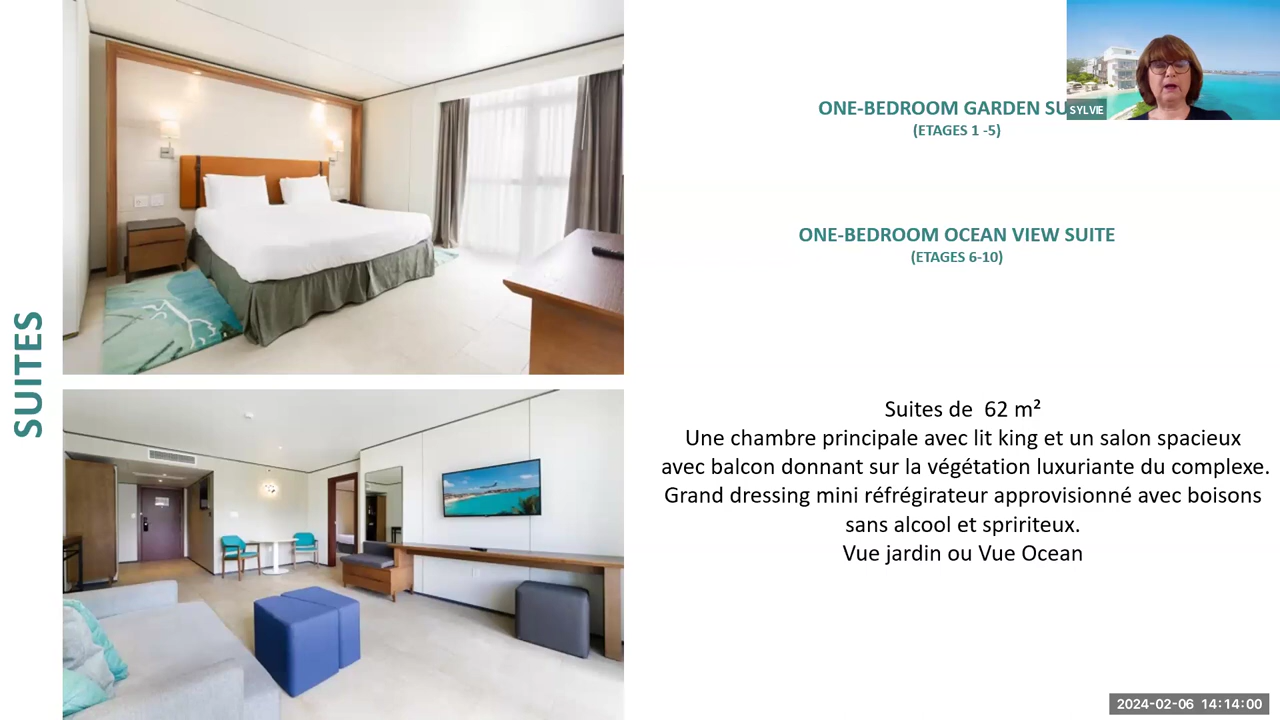 SUITES
ONE-BEDROOM GARDEN SU
(ETAGES 1 -5)
SYLVIE
ONE-BEDROOM OCEAN VIEW SUITE
(ETAGES 6-10)
Suites de  62 m²
Une chambre principale avec lit king et un salon spacieux
avec balcon donnant sur la végétation luxuriante du complexe.
Grand dressing mini réfrégirateur approvisionné avec boisons
sans alcool et spririteux.
Vue jardin ou Vue Ocean
2024-02-06 14:14:00